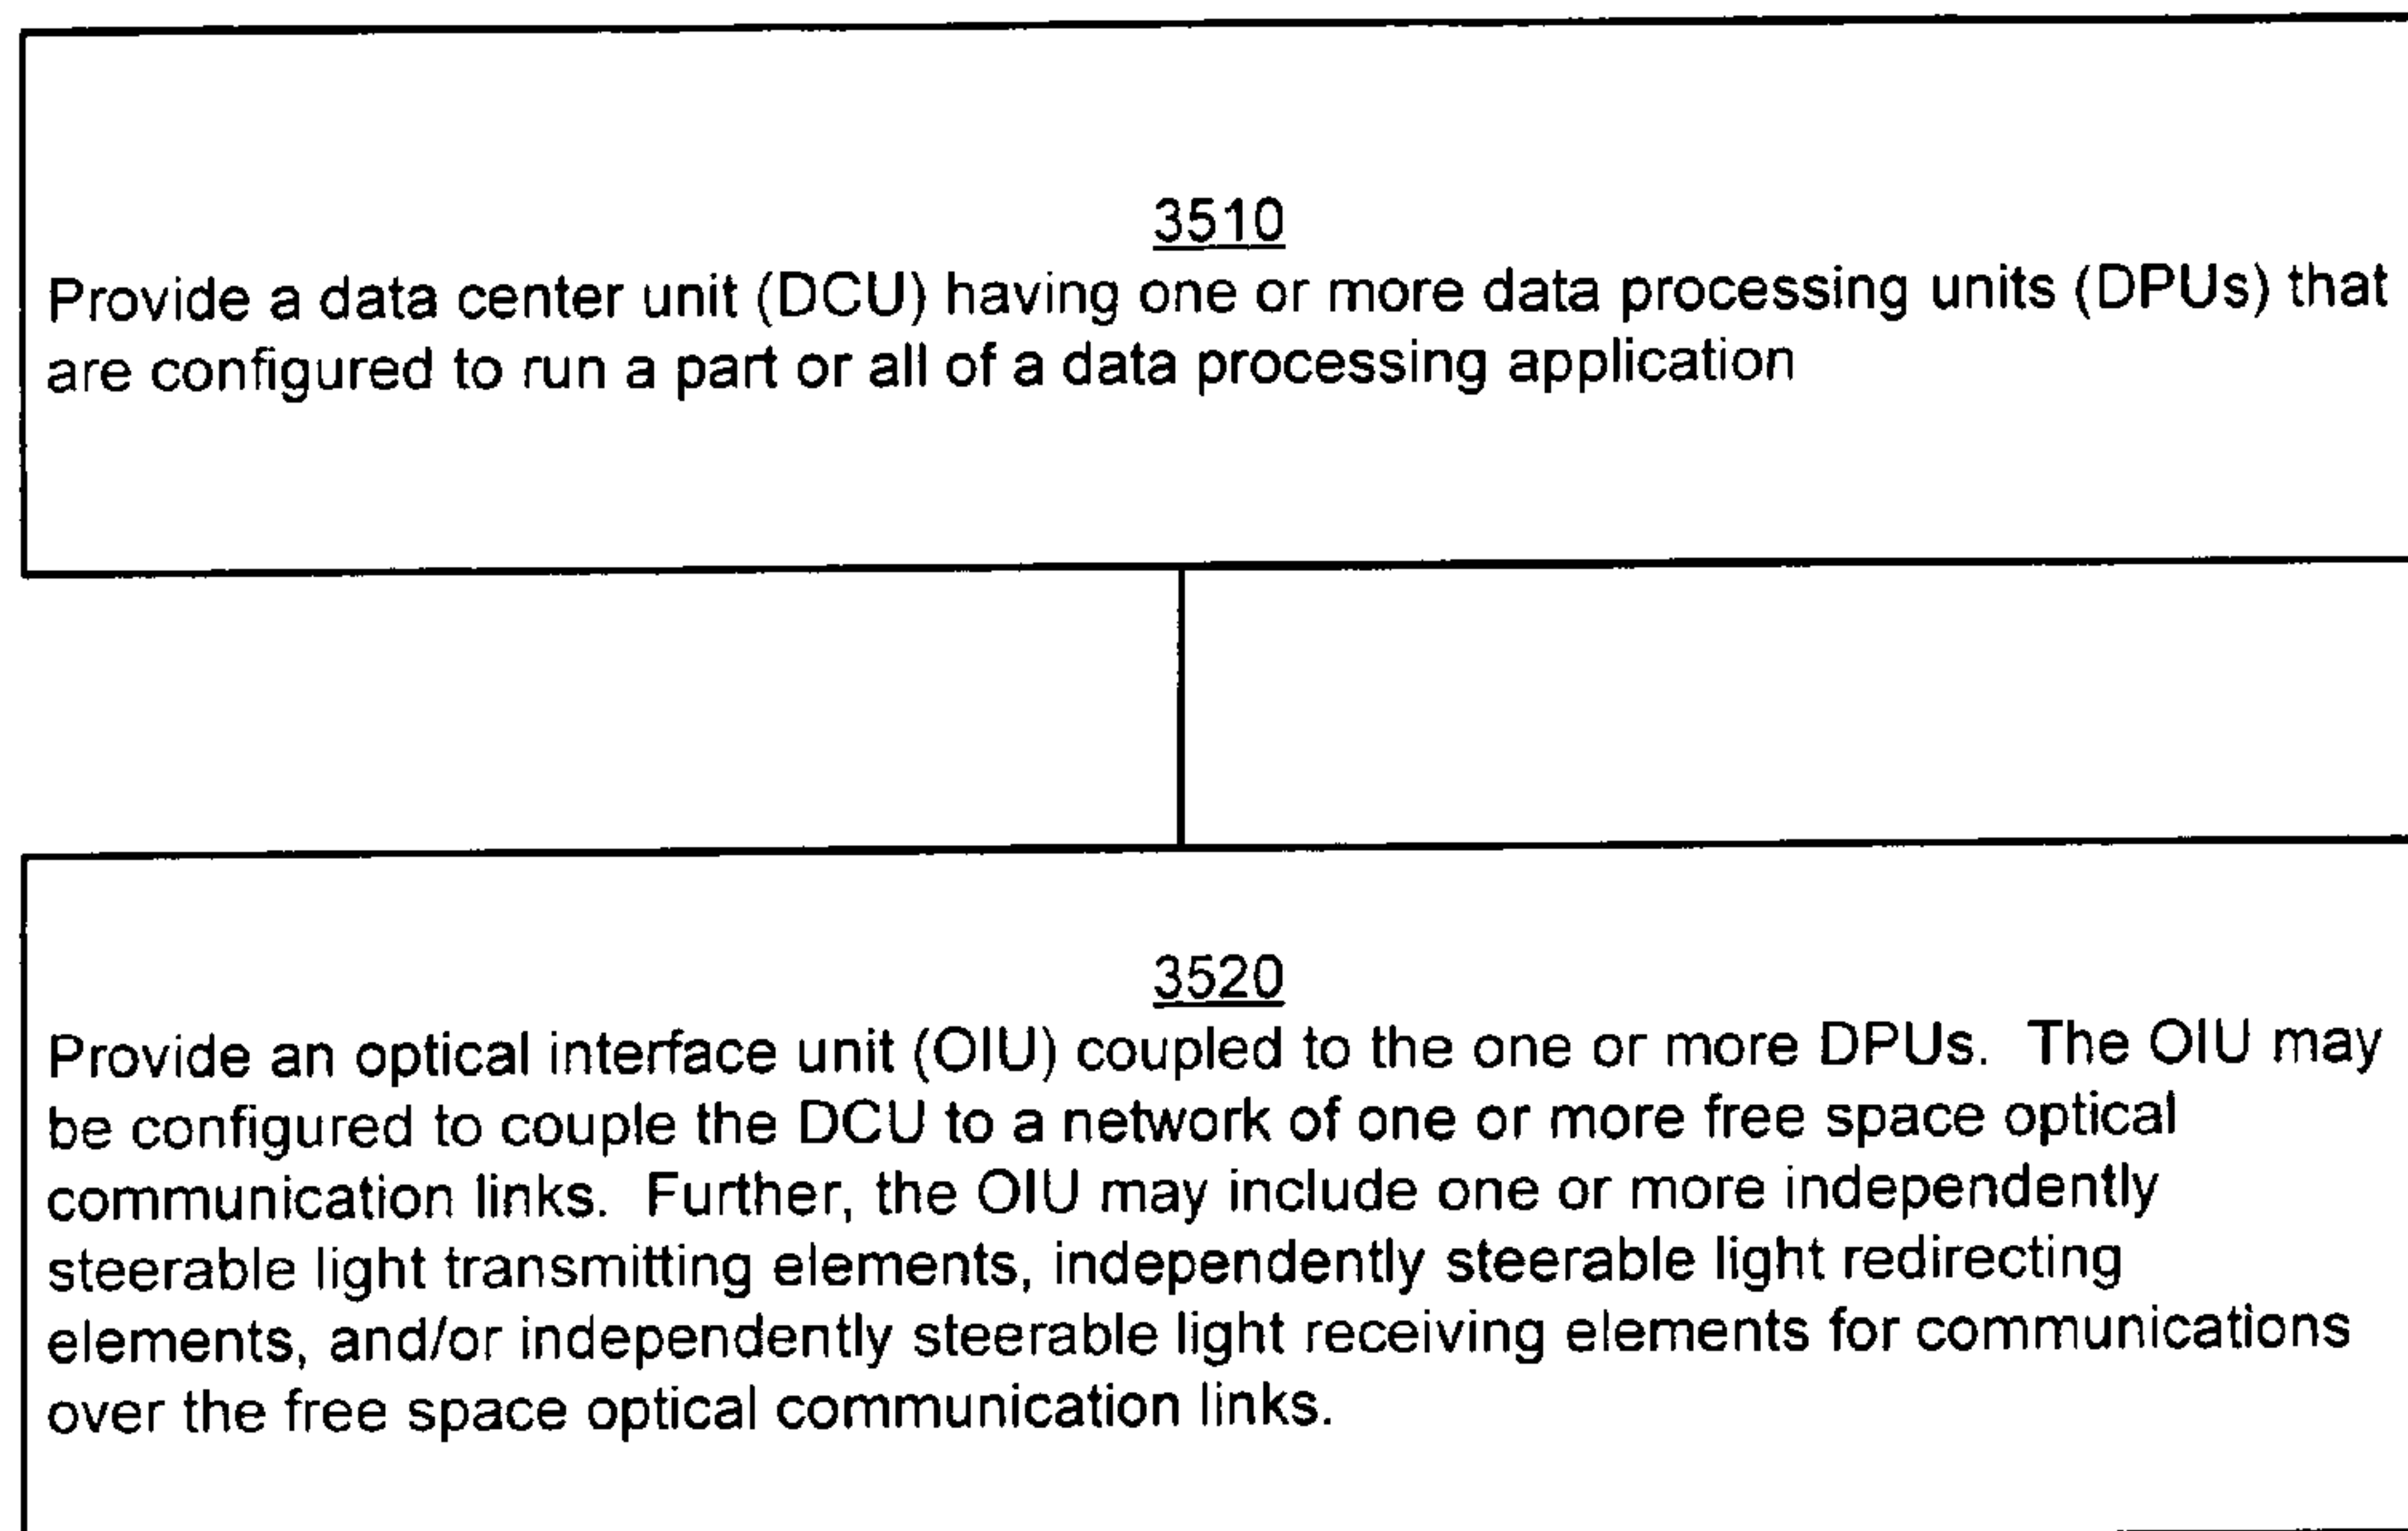 3510
Provide a data center unit (DCU) having one or more data processing units (DPUs) that
are configured to run a part or all of a data processing application
3520
Provide an optical interface unit (OIU) coupled to the one or more DPUs. The OIU may
be configured to couple the DCU to a network of one or more free space optical
communication links. Further, the OIU may include one or more independently
steerable light transmitting elements, independently steerable light redirecting
elements, and/or independently steerable light receiving elements for communications
over the free space optical communication links.